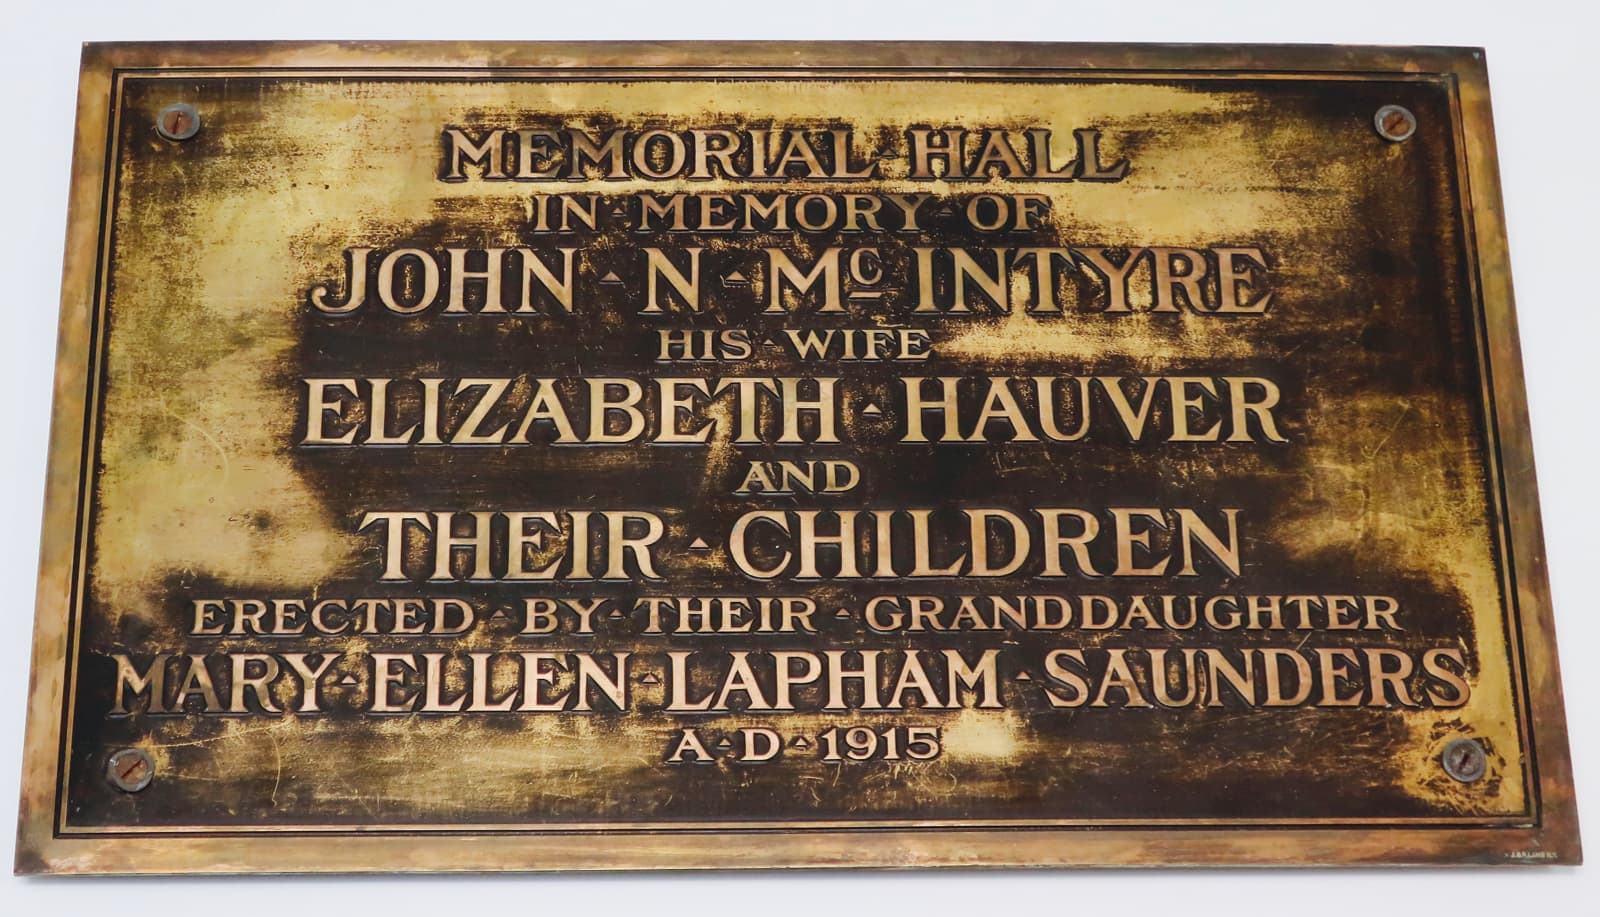 MEMORIAL HALL
IN MEMORY OF
JOHN N McINTYRE
HIS WIFE
ELIZABETH HAUVER
AND
THEIR CHILDREN
ERECTED BY THEIR GRANDDAUGHTER
MARY ELLEN LAPHAM SAUNDERS
A D 1915